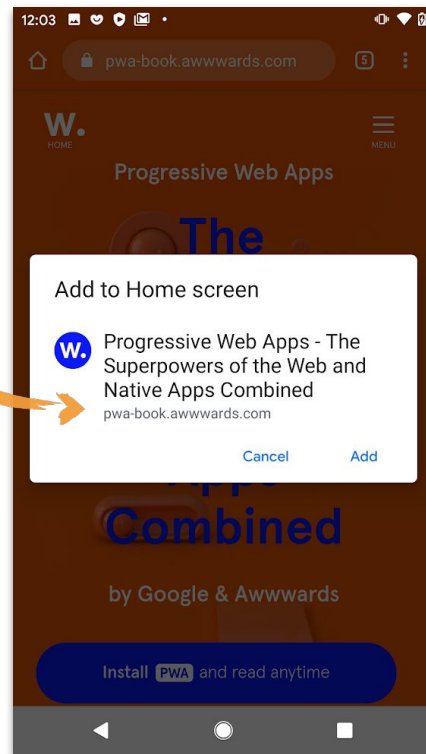 12:03
pwa-book.awwwards.com
5
W.
HOME
MENU
Progressive Web Apps
The
Add to Home screen
W.
Progressive Web Apps - The
Superpowers of the Web and
Native Apps Combined
pwa-book.awwwards.com
Cancel
Add
Apps
Combined
by Google & Awwwards
Install PWA and read anytime